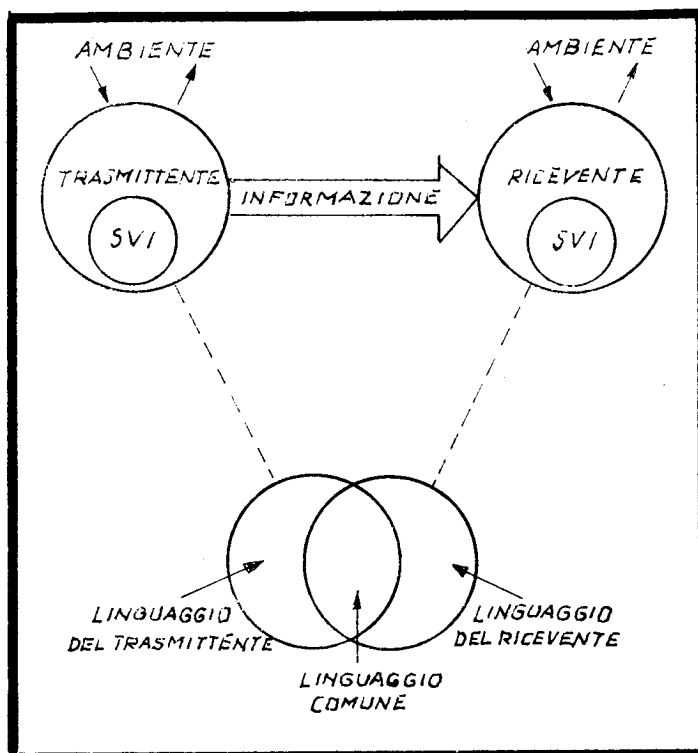 AMBIENTE
AMBIENTE
TRASMITTENTE
INFORMAZIONE
RICEVENTE
SVI
SVI
LINGUAGGIO
DEL TRASMITTENTE
LINGUAGGIO
DEL RICEVENTE
LINGUAGGIO
COMUNE